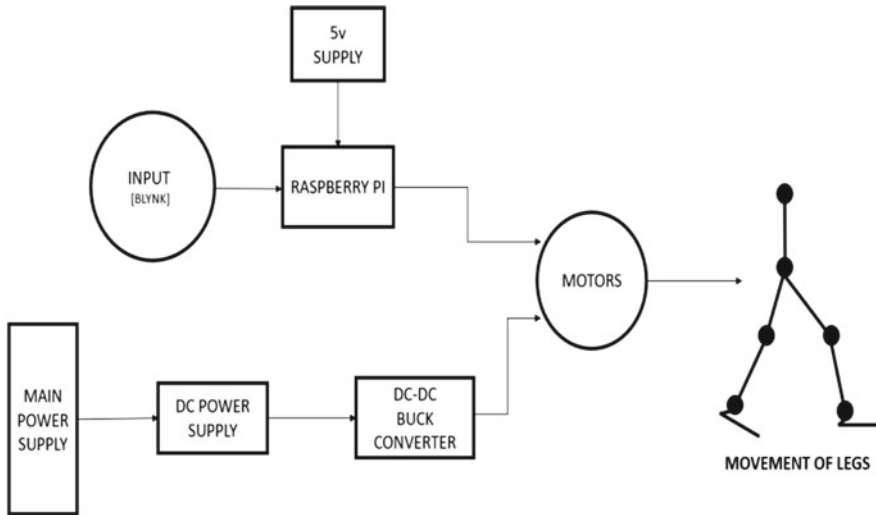 5v
SUPPLY
INPUT
[BLYNK]
RASPBERRY PI
MOTORS
MAIN
POWER
SUPPLY
DC POWER
SUPPLY
DC-DC
BUCK
CONVERTER
MOVEMENT OF LEGS